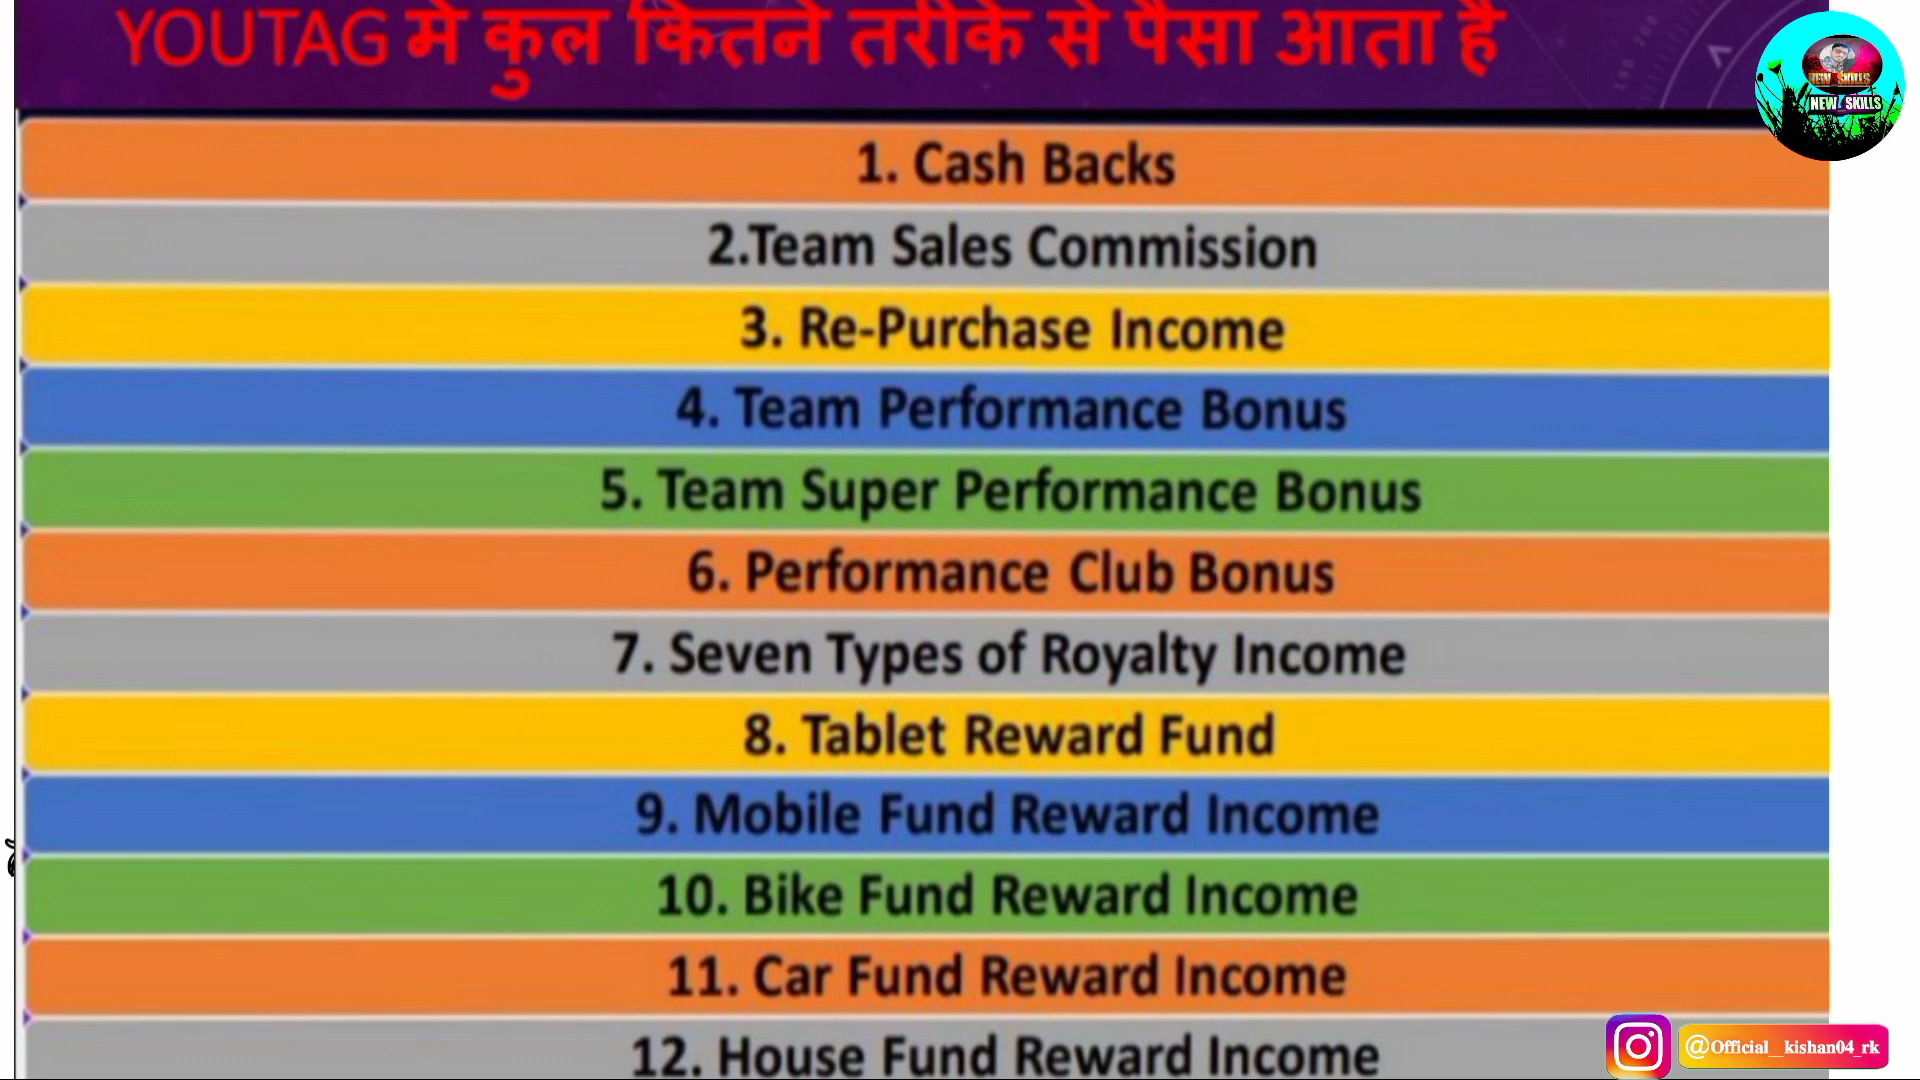 YOUTAG मे कुल कितने तरीके से पैसा आता है
NEW SKILLS
NEW SKILLS
1. Cash Backs
2.Team Sales Commission
3. Re-Purchase Income
4. Team Performance Bonus
5. Team Super Performance Bonus
6. Performance Club Bonus
7. Seven Types of Royalty Income
8. Tablet Reward Fund
9. Mobile Fund Reward Income
10. Bike Fund Reward Income
11. Car Fund Reward Income
12. House Fund Reward Income
@Official_kishan04_rk